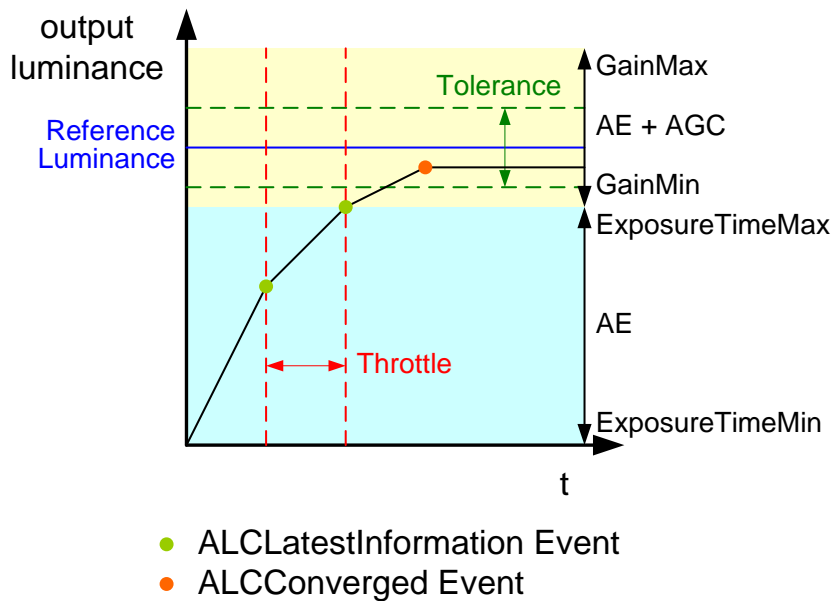 output
luminance
GainMax
Tolerance
Reference
Luminance
AE + AGC
GainMin
ExposureTimeMax
AE
Throttle
ExposureTimeMin
t
ALCLatestInformation Event
ALCConverged Event